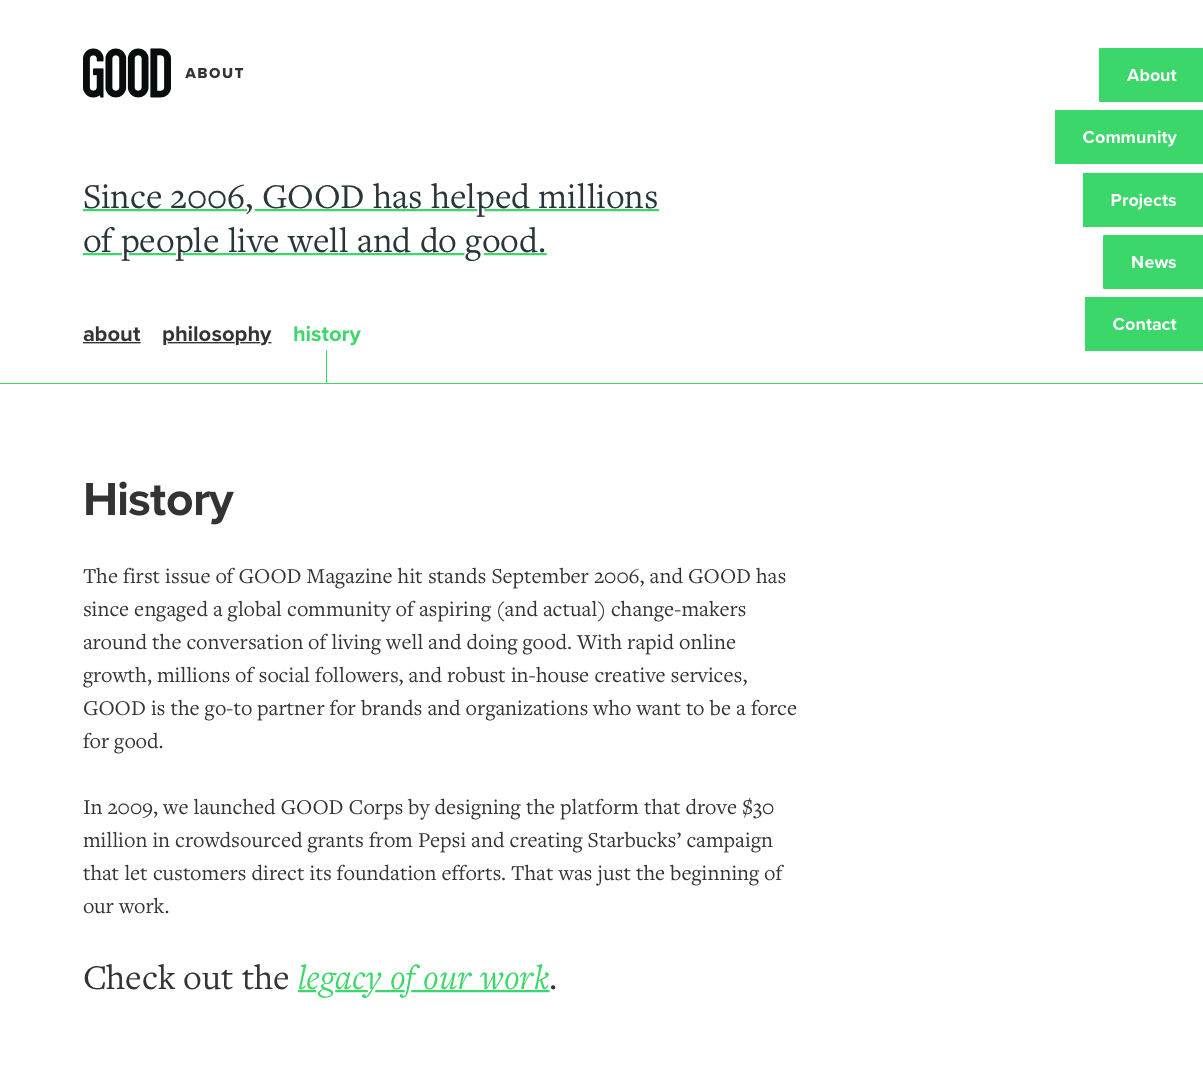 GOOD ABOUT
About
Community
Projects
News
Contact
Since 2006, GOOD has helped millions
of people live well and do good.
about philosophy history
History
The first issue of GOOD Magazine hit stands September 2006, and GOOD has
since engaged a global community of aspiring (and actual) change-makers
around the conversation of living well and doing good. With rapid online
growth, millions of social followers, and robust in-house creative services,
GOOD is the go-to partner for brands and organizations who want to be a force
for good.
In 2009, we launched GOOD Corps by designing the platform that drove $30
million in crowdsourced grants from Pepsi and creating Starbucks’ campaign
that let customers direct its foundation efforts. That was just the beginning of
our work.
Check out the legacy of our work.